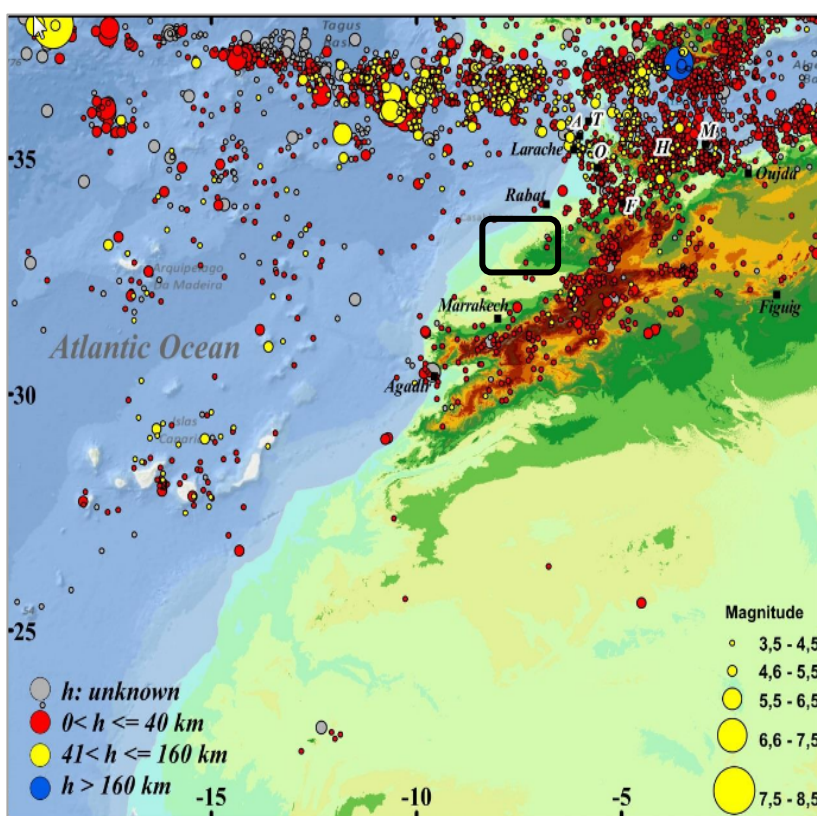 Tagus
Bas
35
A
T
Larache
O
H
M
Oujda
Rabat
F
Casa
Arquipelago
Da Madeira
Marrakech
Figuig
Atlantic Ocean
30
Agadir
Islas
Canarias
25
Magnitude
3,5 - 4,5
4,6 - 5,5
5,5 - 6,5
6,6 - 7,5
7,5 - 8,5
h: unknown
0< h <= 40 km
41< h <= 160 km
h > 160 km
-15
-10
-5